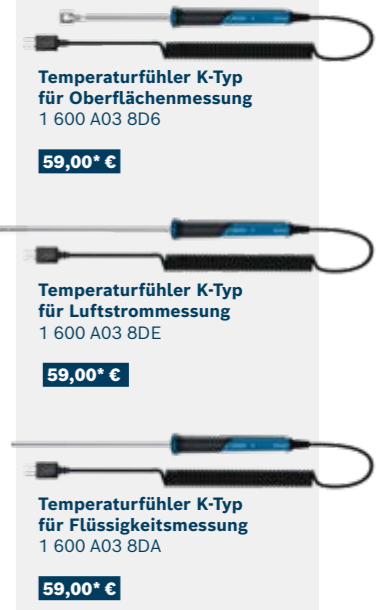 Temperaturfühler K-Typ
für Oberflächenmessung
1 600 A03 8D6
59,00* €
Temperaturfühler K-Typ
für Luftstrommessung
1 600 A03 8DE
59,00* €
Temperaturfühler K-Typ
für Flüssigkeitsmessung
1 600 A03 8DA
59,00* €